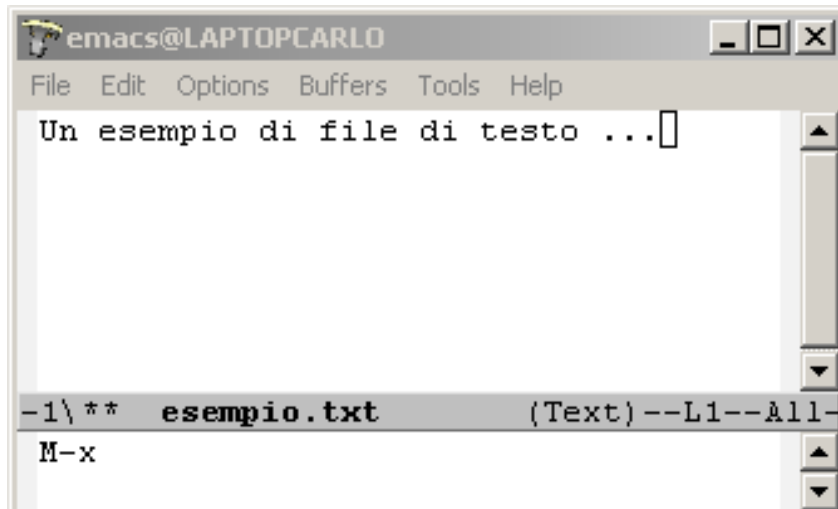 emacs@LAPTOPCARLO
File Edit Options Buffers Tools Help
Un esempio di file di testo ...
-1\** esempio.txt (Text)--L1--All-
M-x